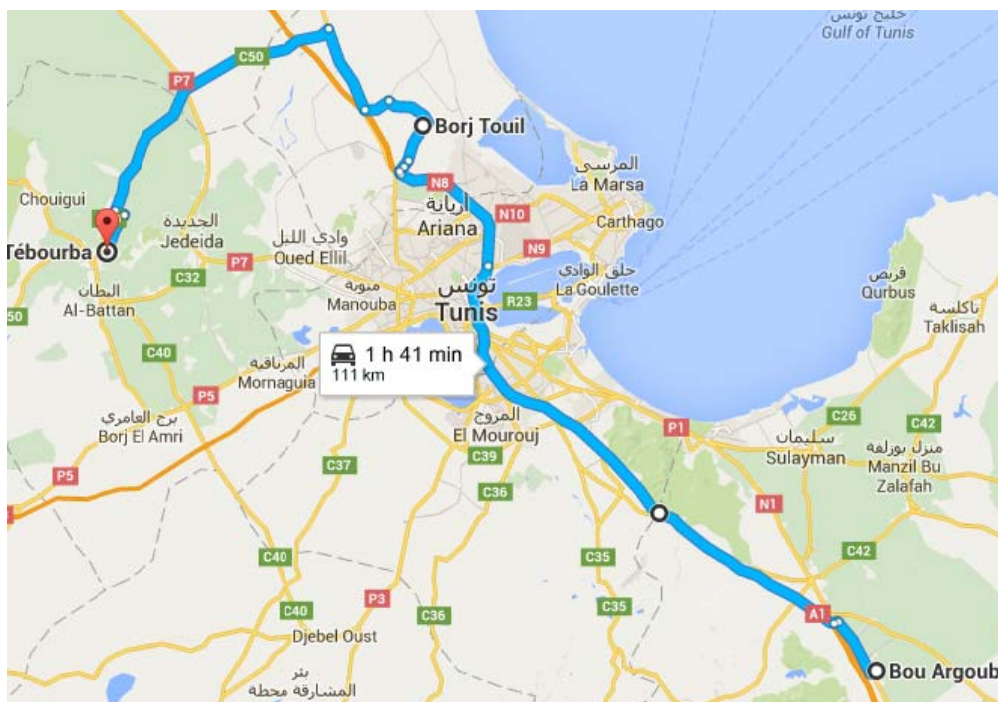 خليج تونس
Gulf of Tunis
C50
P7
Borj Touil
المرسى
La Marsa
N8
أريانة
Ariana
N10
Carthago
Chouigui
الجديدة
Jedeida
وادي الليل
Oued Ellil
N9
Tébourba
P7
حلق الوادي
La Goulette
قربص
Qurbus
C32
منوبة
Manouba
تونس
Tunis
R23
البطان
Al-Battan
تاكلسة
Taklisah
50
1 h 41 min
111 km
C40
المرناقية
Mornaguia
P5
C26
C42
برج العامري
Borj El Amri
المروج
El Mourouj
P1
سليمان
Sulayman
منزل بوزلفة
Manzil Bu
Zalafah
C39
P5
C37
C36
N1
C40
C35
C42
P3
C40
C36
C35
A1
Djebel Oust
بئر
المشارقة محطة
Bou Argoub